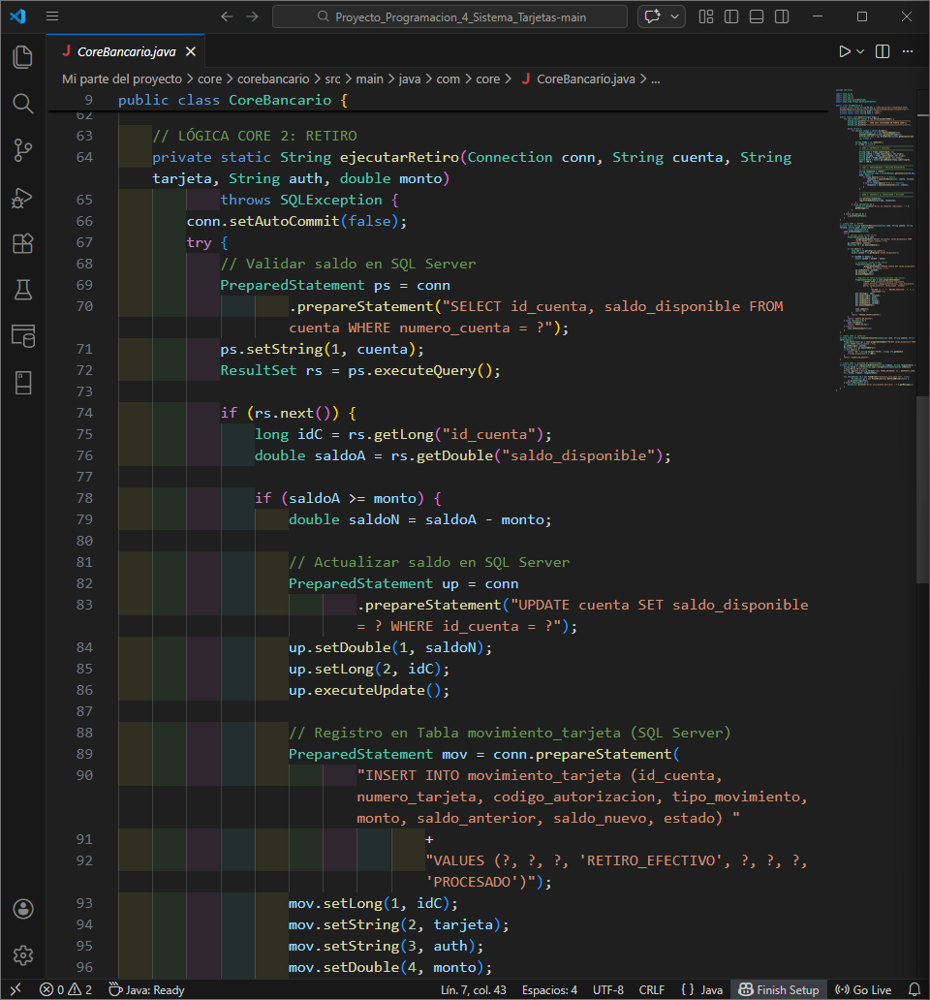 Proyecto_Programacion_4_Sistema_Tarjetas-main
J CoreBancario.java
Mi parte del proyecto > core > corebancario > src > main > java > com > core > J CoreBancario.java > ...
9 public class CoreBancario {
62
63 // LÓGICA CORE 2: RETIRO
64 private static String ejecutarRetiro(Connection conn, String cuenta, String
tarjeta, String auth, double monto)
65 throws SQLException {
66 conn.setAutoCommit(false);
67 try {
68 // Validar saldo en SQL Server
69 PreparedStatement ps = conn
70 .prepareStatement("SELECT id_cuenta, saldo_disponible FROM
cuenta WHERE numero_cuenta = ?");
71 ps.setString(1, cuenta);
72 ResultSet rs = ps.executeQuery();
73
74 if (rs.next()) {
75 long idC = rs.getLong("id_cuenta");
76 double saldoA = rs.getDouble("saldo_disponible");
77
78 if (saldoA >= monto) {
79 double saldoN = saldoA - monto;
80
81 // Actualizar saldo en SQL Server
82 PreparedStatement up = conn
83 .prepareStatement("UPDATE cuenta SET saldo_disponible
= ? WHERE id_cuenta = ?");
84 up.setDouble(1, saldoN);
85 up.setLong(2, idC);
86 up.executeUpdate();
87
88 // Registro en Tabla movimiento_tarjeta (SQL Server)
89 PreparedStatement mov = conn.prepareStatement(
90 "INSERT INTO movimiento_tarjeta (id_cuenta,
numero_tarjeta, codigo_autorizacion, tipo_movimiento,
monto, saldo_anterior, saldo_nuevo, estado) "
91 +
92 "VALUES (?, ?, ?, 'RETIRO_EFECTIVO', ?, ?, ?,
'PROCESADO')");
93 mov.setLong(1, idC);
94 mov.setString(2, tarjeta);
95 mov.setString(3, auth);
96 mov.setDouble(4, monto);
0 2 Java: Ready Lín. 7, col. 43 Espacios: 4 UTF-8 CRLF { } Java Finish Setup Go Live